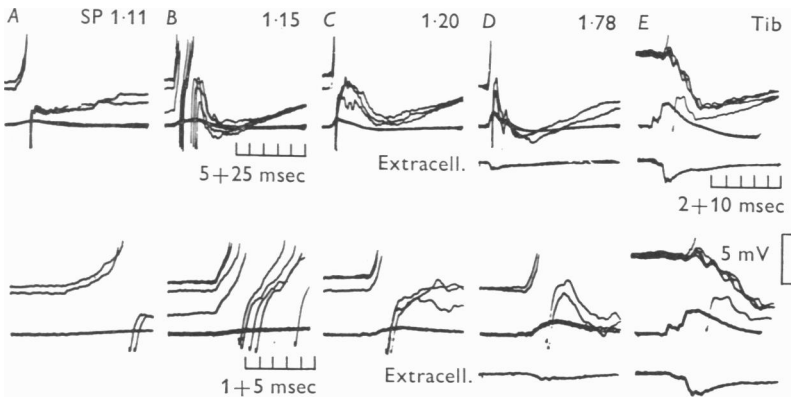 A SP 1·11 B 1·15 C 1·20 D 1·78 E Tib
5+25 msec
Extracell.
2+10 msec
5 mV
1+5 msec
Extracell.